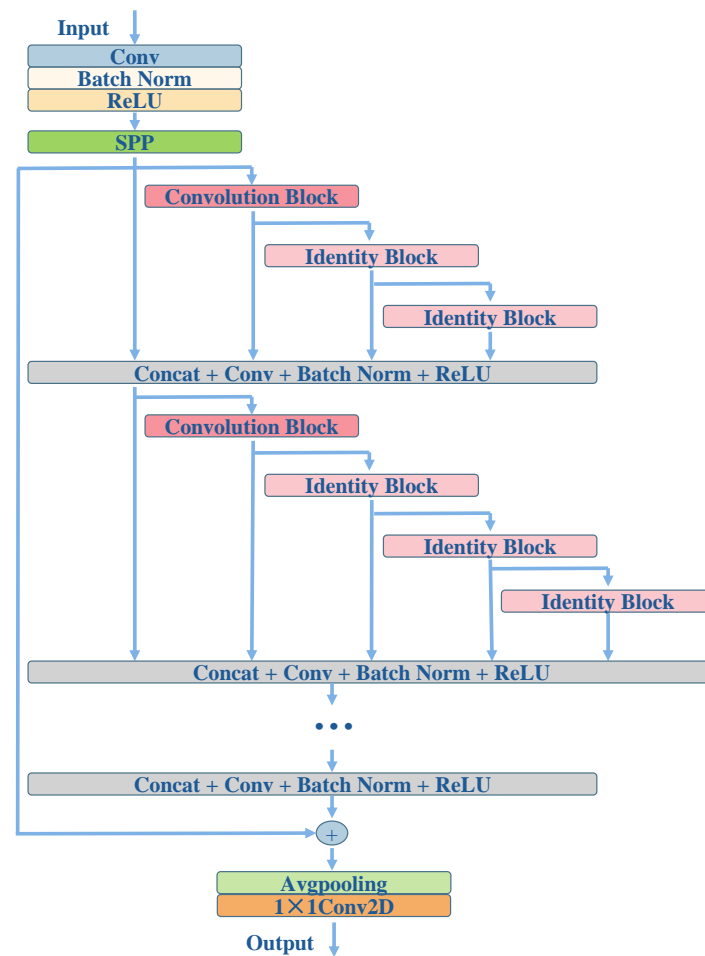 Input
Conv
Batch Norm
ReLU
SPP
Convolution Block
Identity Block
Identity Block
Concat + Conv + Batch Norm + ReLU
Convolution Block
Identity Block
Identity Block
Identity Block
Concat + Conv + Batch Norm + ReLU
•••
Concat + Conv + Batch Norm + ReLU
+
Avgpooling
1×1Conv2D
Output